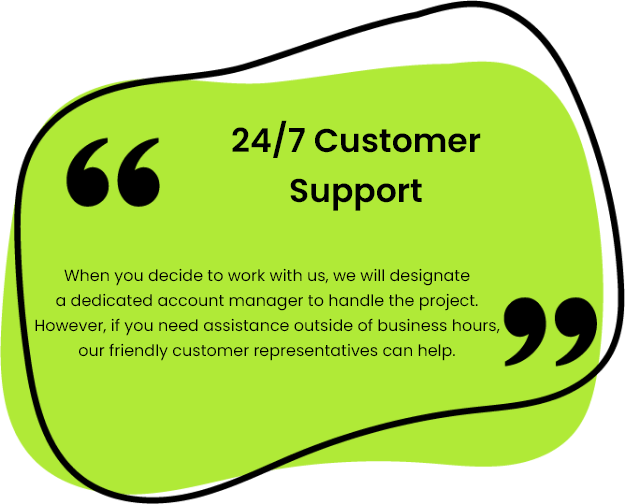 24/7 Customer
Support
When you decide to work with us, we will designate
a dedicated account manager to handle the project.
However, if you need assistance outside of business hours,
our friendly customer representatives can help.